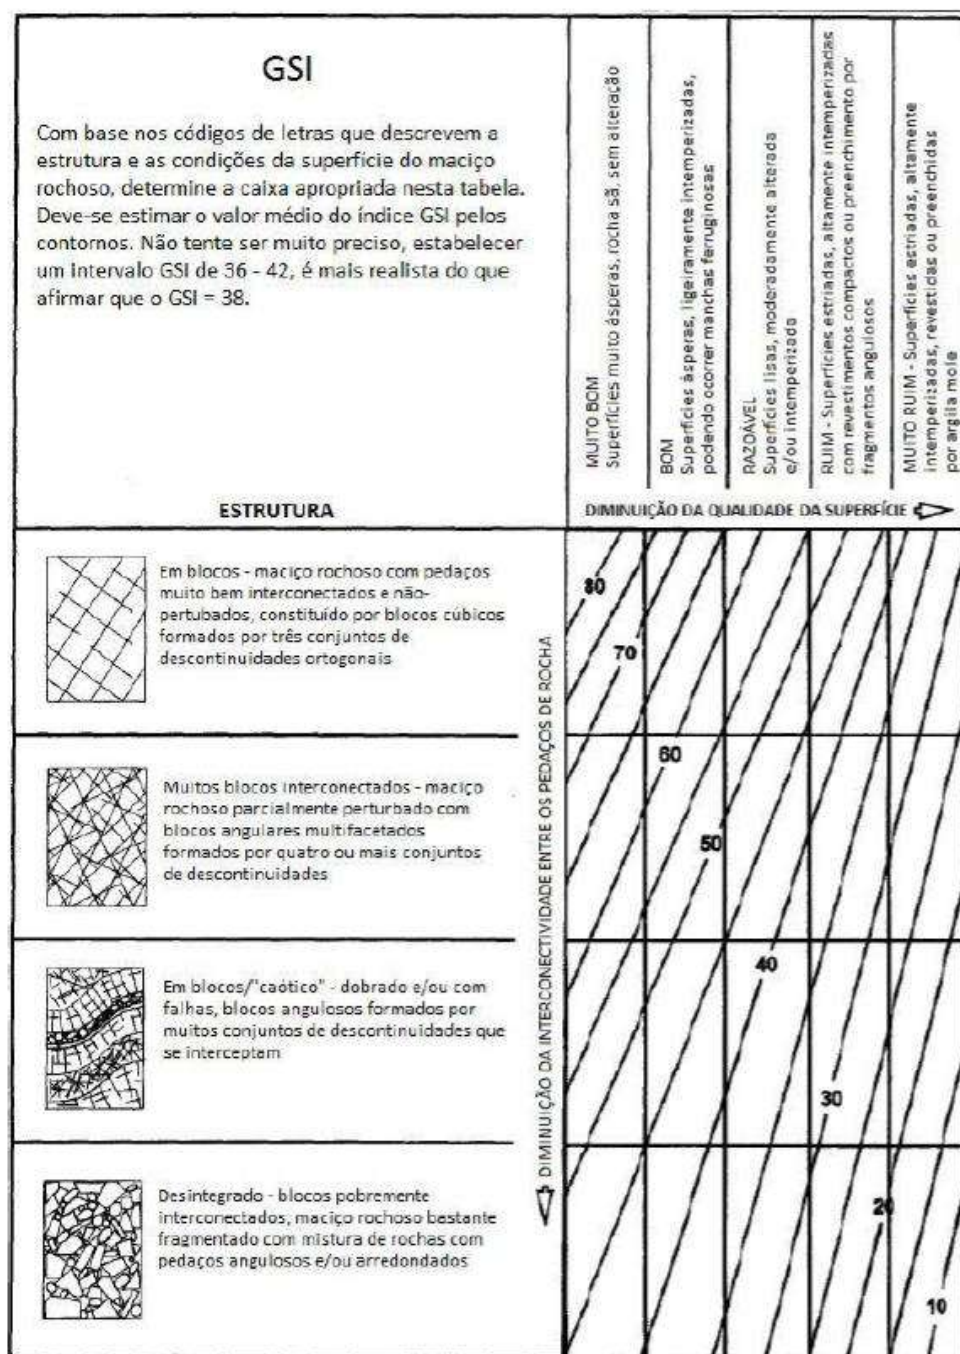 GSI
Com base nos códigos de letras que descrevem a
estrutura e as condições da superfície do maciço
rochoso, determine a caixa apropriada nesta tabela.
Deve-se estimar o valor médio do índice GSI pelos
contornos. Não tente ser muito preciso, estabelecer
um intervalo GSI de 36 - 42, é mais realista do que
afirmar que o GSI = 38.
ESTRUTURA
MUITO BOM
Superfícies muito ásperas, rocha sã, sem alteração
BOM
Superfícies ásperas, ligeiramente intemperizadas,
podendo ocorrer manchas ferruginosas
RAZOÁVEL
Superfícies lisas, moderadamente alterada
e/ou intemperizada
RUIM - Superfícies estriadas, altamente intemperizadas
com revestimentos compactos ou preenchimento por
fragmentos angulosos
MUITO RUIM - Superfícies estriadas, altamente
intemperizadas, revestidas ou preenchidas
por argila mole
DIMINUIÇÃO DA QUALIDADE DA SUPERFÍCIE
Em blocos - maciço rochoso com pedaços
muito bem interconectados e não-
pertubados, constituído por blocos cúbicos
formados por três conjuntos de
descontinuidades ortogonais
Muitos blocos interconectados - maciço
rochoso parcialmente perturbado com
blocos angulares multifacetados
formados por quatro ou mais conjuntos
de descontinuidades
Em blocos/"caótico" - dobrado e/ou com
falhas, blocos angulosos formados por
muitos conjuntos de descontinuidades que
se interceptam
Desintegrado - blocos pobremente
interconectados, maciço rochoso bastante
fragmentado com mistura de rochas com
pedaços angulosos e/ou arredondados
DIMINUIÇÃO DA INTERCONECTIVIDADE ENTRE OS PEDAÇOS DE ROCHA
80
70
60
50
40
30
20
10